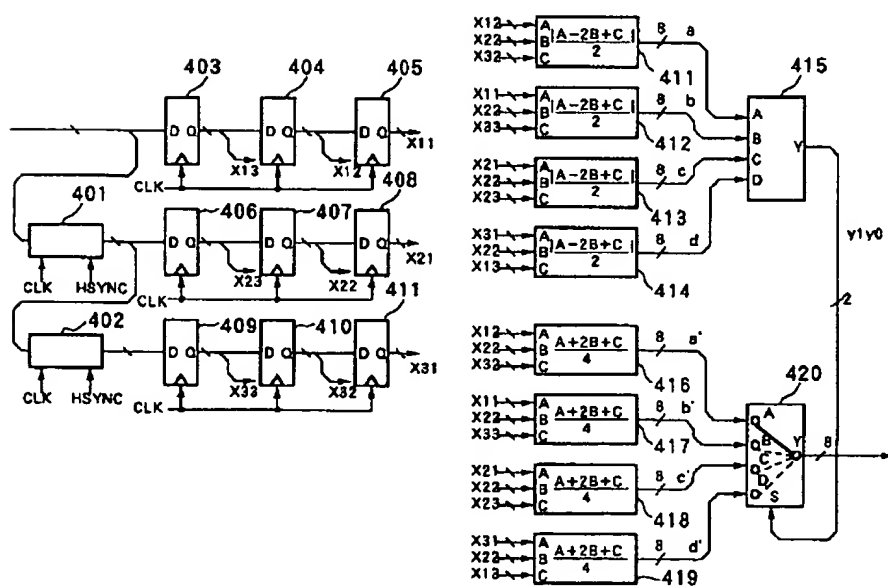 403
404
405
D Q
D Q
D Q
X13
X12
X11
CLK
401
406
407
408
D Q
D Q
D Q
X23
X22
X21
CLK
HSYNC
CLK
402
409
410
411
D Q
D Q
D Q
X33
X32
X31
CLK
HSYNC
CLK
X12
X22
X32
A
B
C
|A-2B+C|
2
8
a
411
X11
X22
X33
A
B
C
|A-2B+C|
2
8
b
412
X21
X22
X23
A
B
C
|A-2B+C|
2
8
c
413
X31
X22
X13
A
B
C
|A-2B+C|
2
8
d
414
415
A
B
C
D
Y
y1y0
2
X12
X22
X32
A
B
C
A+2B+C
4
8
a'
416
X11
X22
X33
A
B
C
A+2B+C
4
8
b'
417
X21
X22
X23
A
B
C
A+2B+C
4
8
c'
418
X31
X22
X13
A
B
C
A+2B+C
4
8
d'
419
420
A
B
C
D
S
Y
8